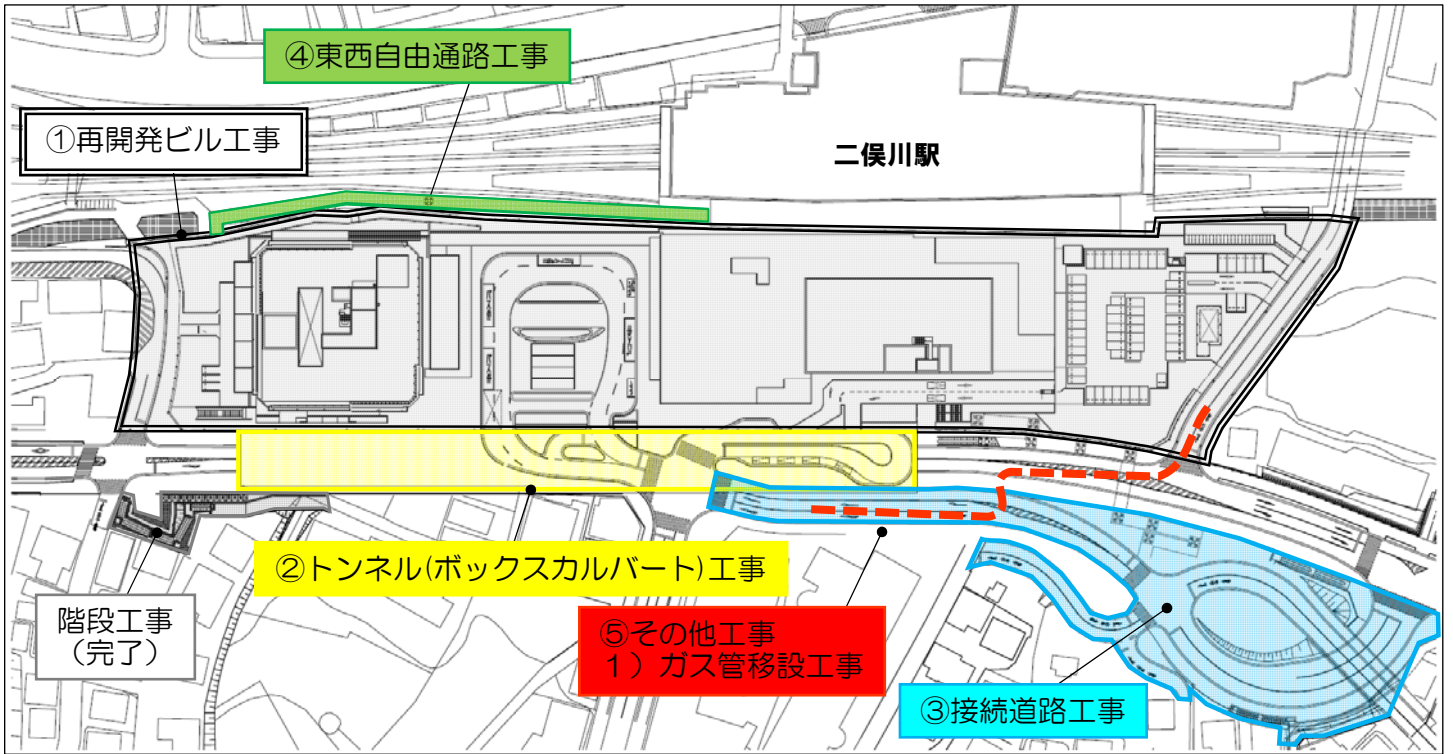 ④東西自由通路工事
①再開発ビル工事
二俣川駅
②トンネル(ボックスカルバート)工事
階段工事
（完了）
⑤その他工事
１）ガス管移設工事
③接続道路工事